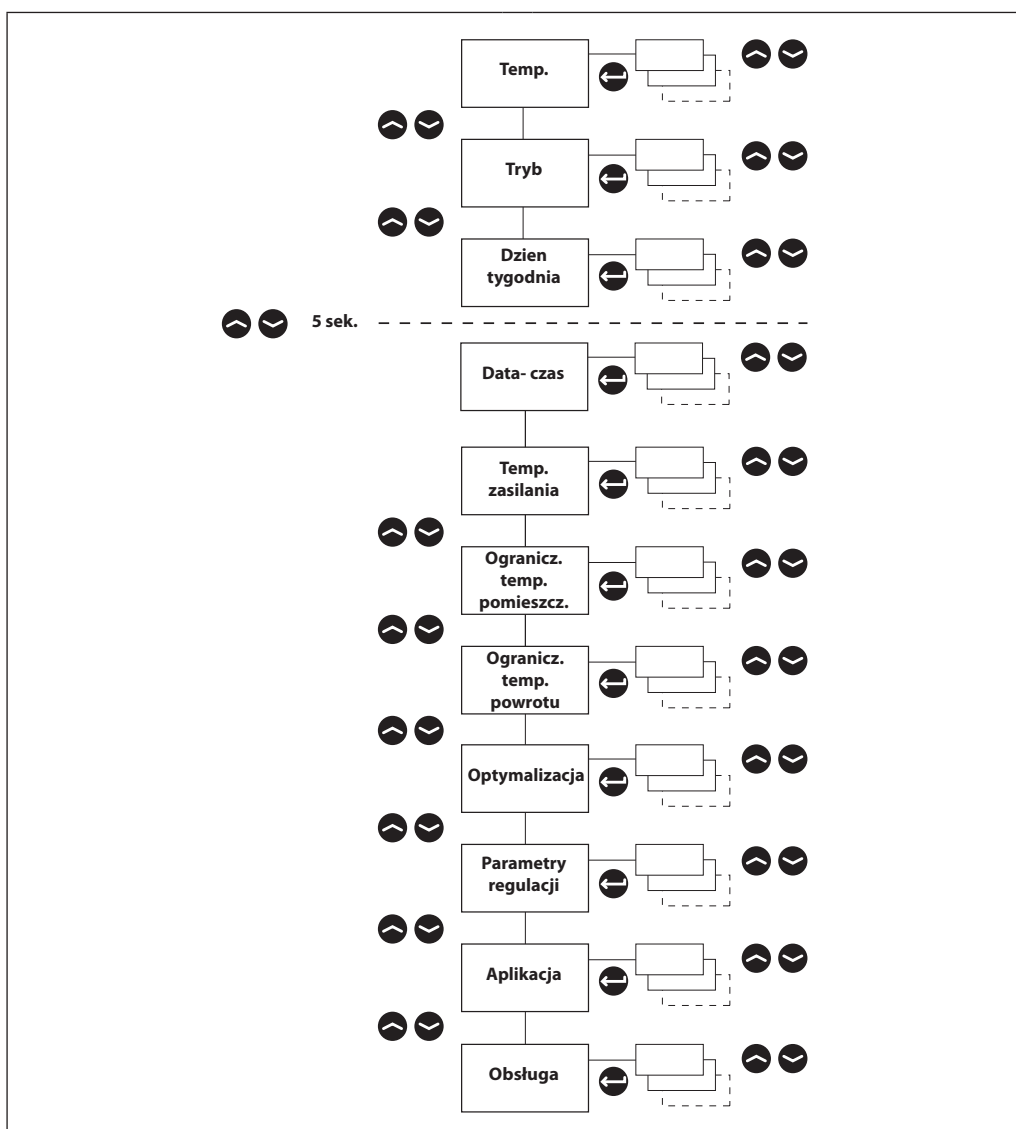 Temp.
Tryb
Dzien
tygodnia
5 sek.
Data- czas
Temp.
zasilania
Ogranicz.
temp.
pomieszcz.
Ogranicz.
temp.
powrotu
Optymalizacja
Parametry
regulacji
Aplikacja
Obsługa